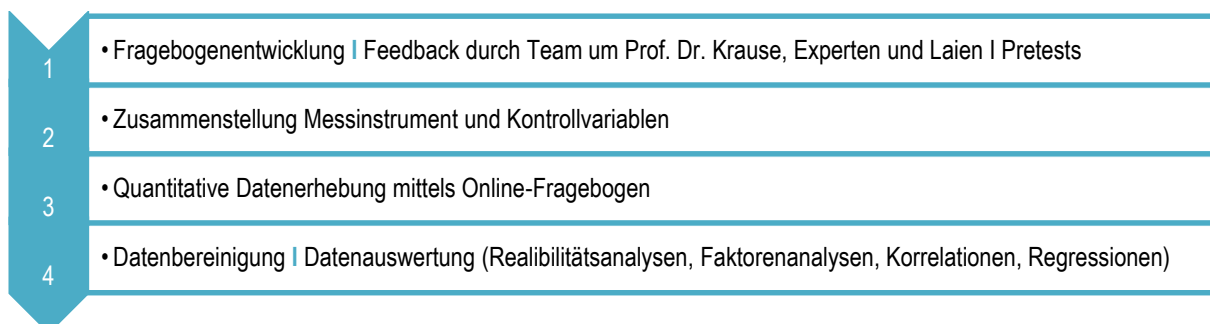 1 • Fragebogenentwicklung I Feedback durch Team um Prof. Dr. Krause, Experten und Laien I Pretests
2 • Zusammenstellung Messinstrument und Kontrollvariablen
3 • Quantitative Datenerhebung mittels Online-Fragebogen
4 • Datenbereinigung I Datenauswertung (Realibilitätsanalysen, Faktorenanalysen, Korrelationen, Regressionen)